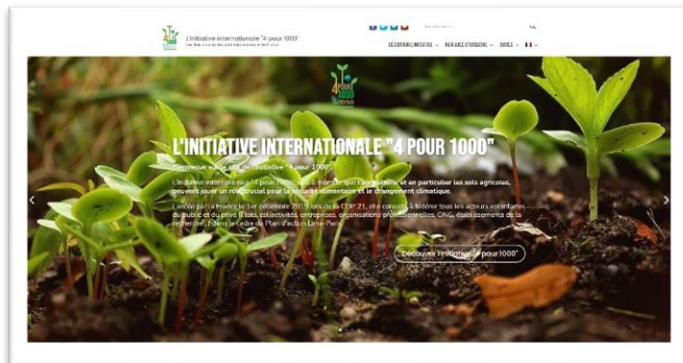 L'Initiative internationale "4 pour 1000"
DÉCOUVRIR L'INITIATIVE
OUTILS
4 POUR
1000
L'INITIATIVE INTERNATIONALE "4 POUR 1000"
Bienvenue sur le site de l'Initiative "4 pour 1000".
L'Initiative internationale "4 pour 1000" à montrer que l'agriculture, et en particulier les sols agricoles,
peuvent jouer un rôle crucial pour la sécurité alimentaire et le changement climatique.
Lancée par la France le 1er décembre 2015 lors de la COP 21, elle consiste à fédérer tous les acteurs volontaires
du public et du privé (États, collectivités, entreprises, organisations professionnelles, ONG, établissements de la
recherche...) dans le cadre du Plan d'action Lima-Paris
Découvrir l'Initiative "4 pour 1000"